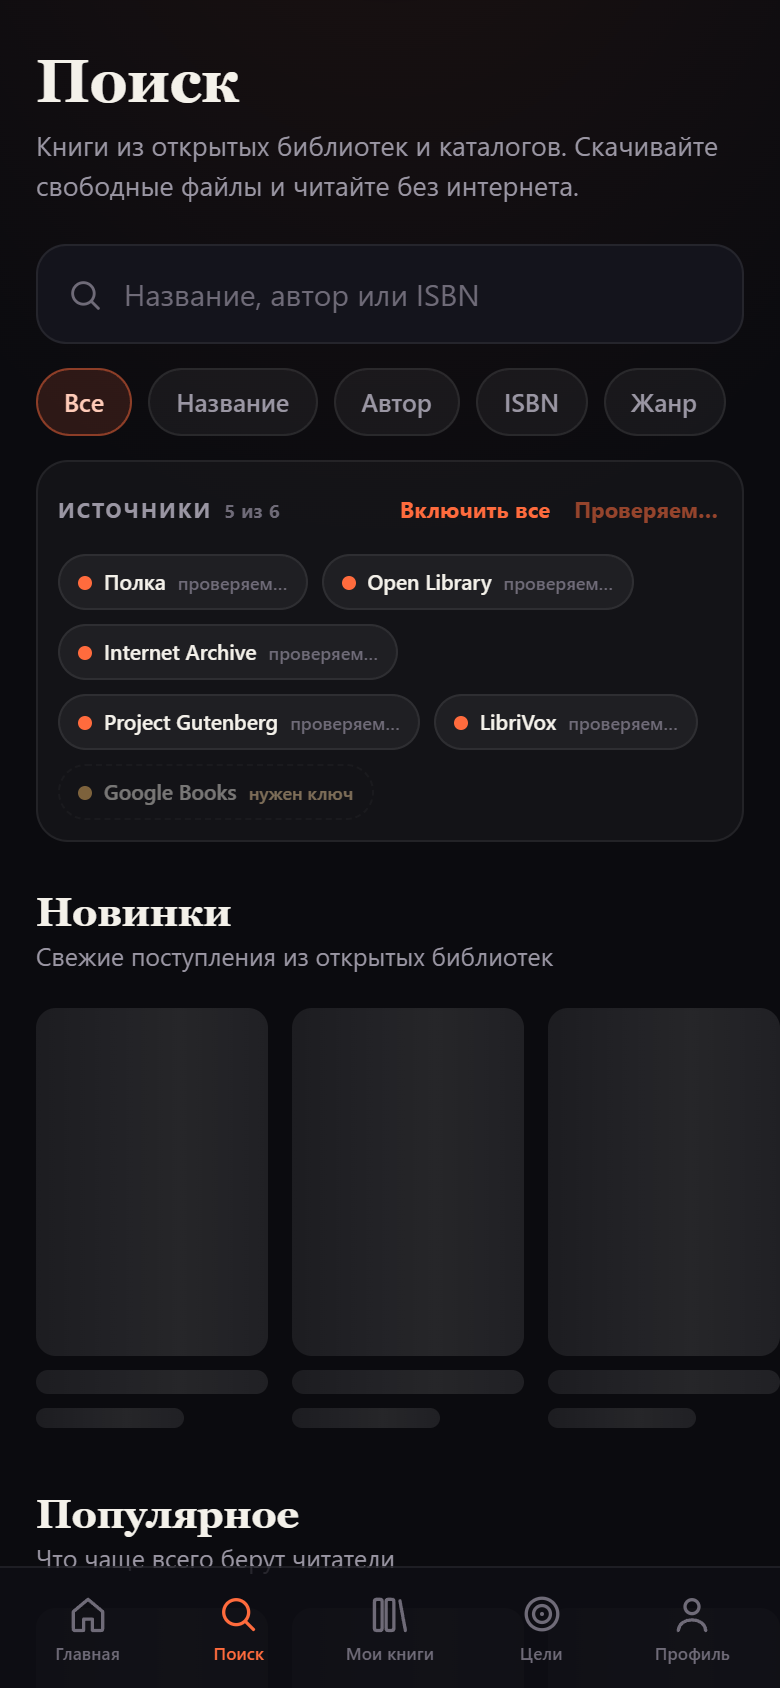 Поиск
Книги из открытых библиотек и каталогов. Скачивайте
свободные файлы и читайте без интернета.
Название, автор или ISBN
Все Название Автор ISBN Жанр
ИСТОЧНИКИ 5 из 6 Включить все Проверяем...
Полка проверяем... Open Library проверяем...
Internet Archive проверяем...
Project Gutenberg проверяем... LibriVox проверяем...
Google Books нужен ключ
Новинки
Свежие поступления из открытых библиотек
Популярное
Что чаще всего берут читатели
Главная Поиск Мои книги Цели Профиль